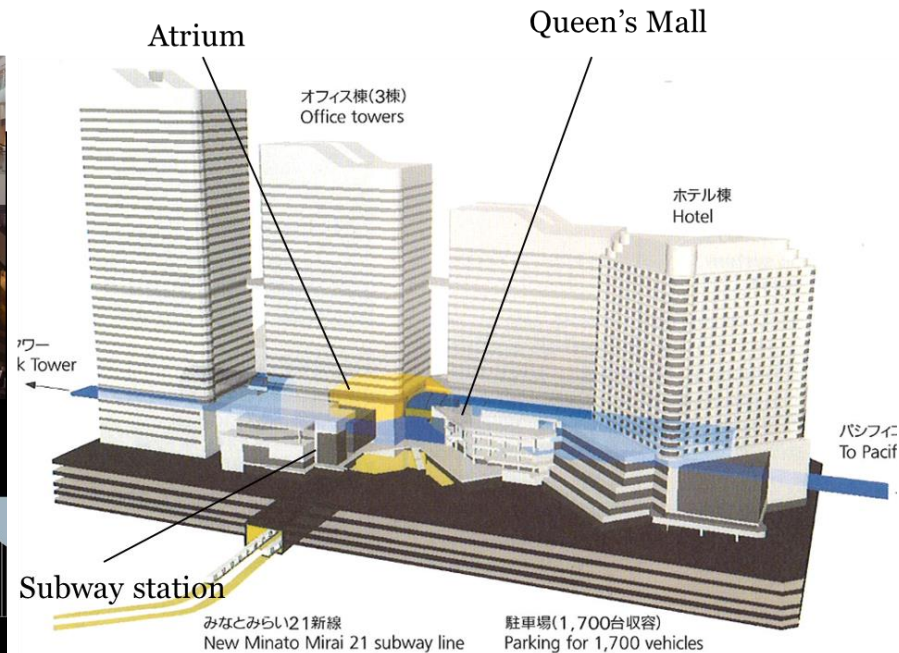 Atrium
Queen's Mall
オフィス棟(3棟)
Office towers
ホテル棟
Hotel
ワー
k Tower
パシフィコ
To Pacif
Subway station
みなとみらい21新線
New Minato Mirai 21 subway line
駐車場(1,700台収容)
Parking for 1,700 vehicles